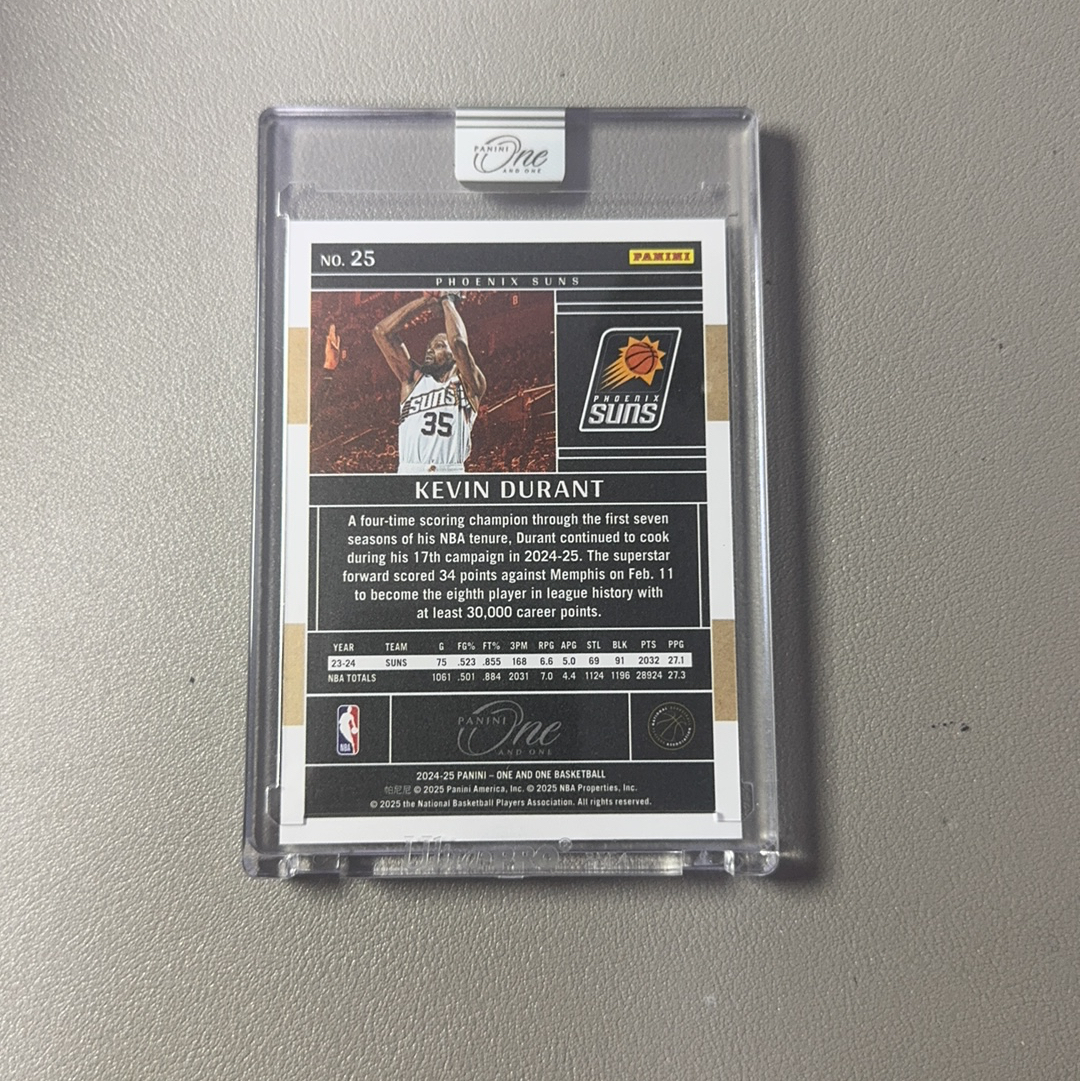 PANINI One
AND ONE
NO. 25
PANINI
PHOENIX SUNS
8
SUNS
35
PHOENIX
SUNS
KEVIN DURANT
A four-time scoring champion through the first seven
seasons of his NBA tenure, Durant continued to cook
during his 17th campaign in 2024-25. The superstar
forward scored 34 points against Memphis on Feb. 11
to become the eighth player in league history with
at least 30,000 career points.
YEAR TEAM G FG% FT% 3PM RPG APG STL BLK PTS PPG
23-24 SUNS 75 .523 .855 168 6.6 5.0 69 91 2032 27.1
NBA TOTALS 1061 .501 .884 2031 7.0 4.4 1124 1196 28924 27.3
NBA
PANINI One
AND ONE
NATIONAL BASKETBALL ASSOCIATION
2024-25 PANINI – ONE AND ONE BASKETBALL
帕尼尼 © 2025 Panini America, Inc. © 2025 NBA Properties, Inc.
© 2025 the National Basketball Players Association. All rights reserved.
Ultra PRO®